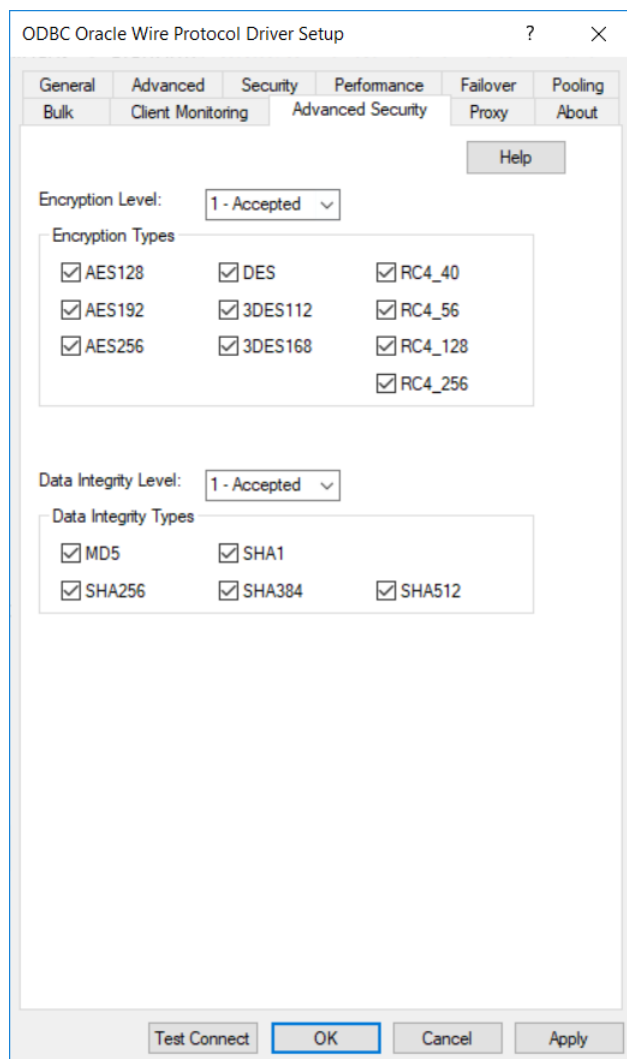 ODBC Oracle Wire Protocol Driver Setup ?
General Advanced Security Performance Failover Pooling
Bulk Client Monitoring Advanced Security Proxy About
Help
Encryption Level: 1 - Accepted
Encryption Types
AES128 DES RC4_40
AES192 3DES112 RC4_56
AES256 3DES168 RC4_128
RC4_256
Data Integrity Level: 1 - Accepted
Data Integrity Types
MD5 SHA1
SHA256 SHA384 SHA512
Test Connect OK Cancel Apply